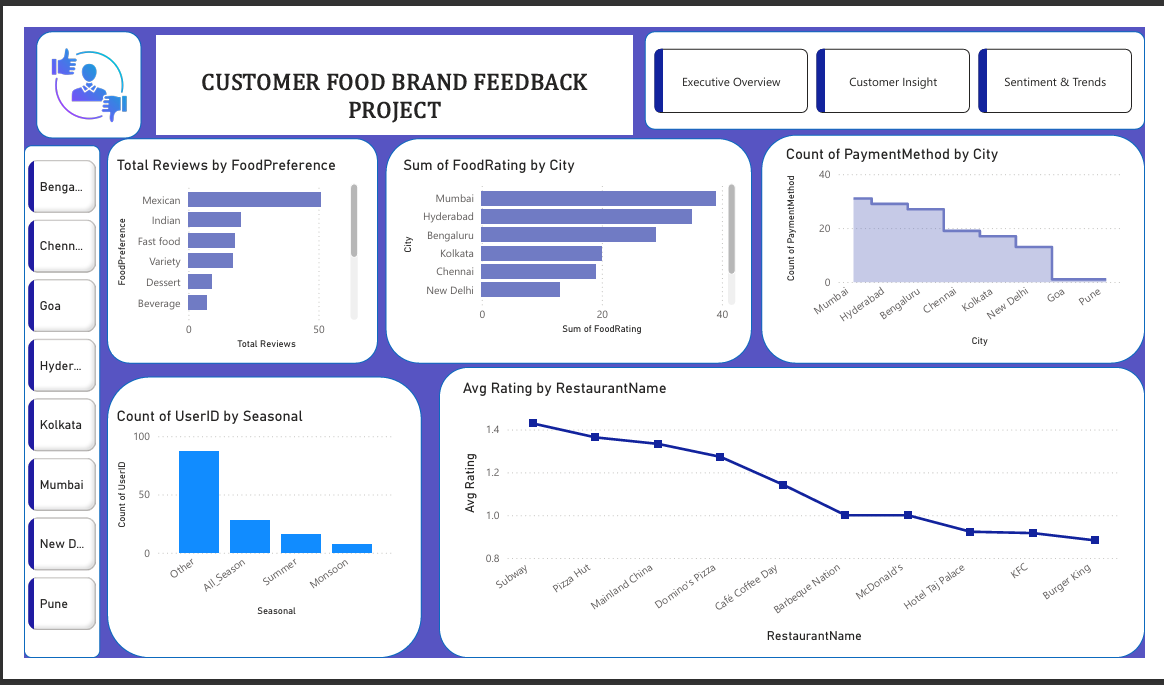 CUSTOMER FOOD BRAND FEEDBACK
PROJECT
Executive Overview
Customer Insight
Sentiment & Trends
Benga...
Chenn...
Goa
Hyder...
Kolkata
Mumbai
New D...
Pune
Total Reviews by FoodPreference
FoodPreference
Mexican
Indian
Fast food
Variety
Dessert
Beverage
0 50
Total Reviews
Sum of FoodRating by City
City
Mumbai
Hyderabad
Bengaluru
Kolkata
Chennai
New Delhi
0 20 40
Sum of FoodRating
Count of PaymentMethod by City
Count of PaymentMethod
40
20
0
Mumbai
Hyderabad
Bengaluru
Chennai
Kolkata
New Delhi
Goa
Pune
City
Count of UserID by Seasonal
Count of UserID
100
50
0
Other
All_Season
Summer
Monsoon
Seasonal
Avg Rating by RestaurantName
Avg Rating
1.4
1.2
1.0
0.8
Subway
Pizza Hut
Mainland China
Domino's Pizza
Café Coffee Day
Barbeque Nation
McDonald's
Hotel Taj Palace
KFC
Burger King
RestaurantName